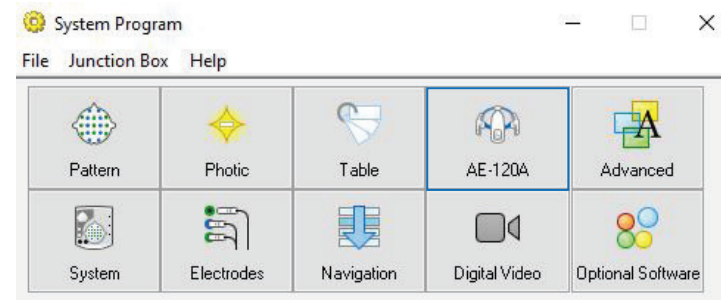 System Program
File Junction Box Help
Pattern Photic Table AE-120A Advanced
System Electrodes Navigation Digital Video Optional Software